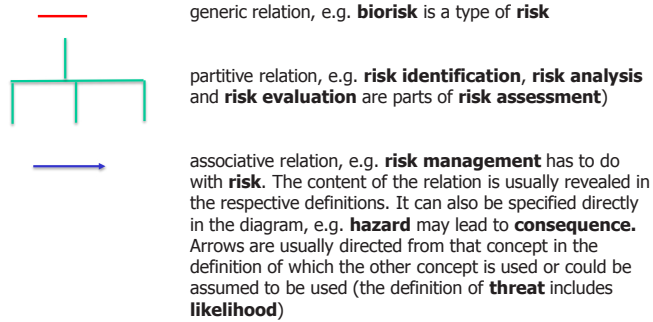 generic relation, e.g. biorisk is a type of risk
partitive relation, e.g. risk identification, risk analysis
and risk evaluation are parts of risk assessment)
associative relation, e.g. risk management has to do
with risk. The content of the relation is usually revealed in
the respective definitions. It can also be specified directly
in the diagram, e.g. hazard may lead to consequence.
Arrows are usually directed from that concept in the
definition of which the other concept is used or could be
assumed to be used (the definition of threat includes
likelihood)